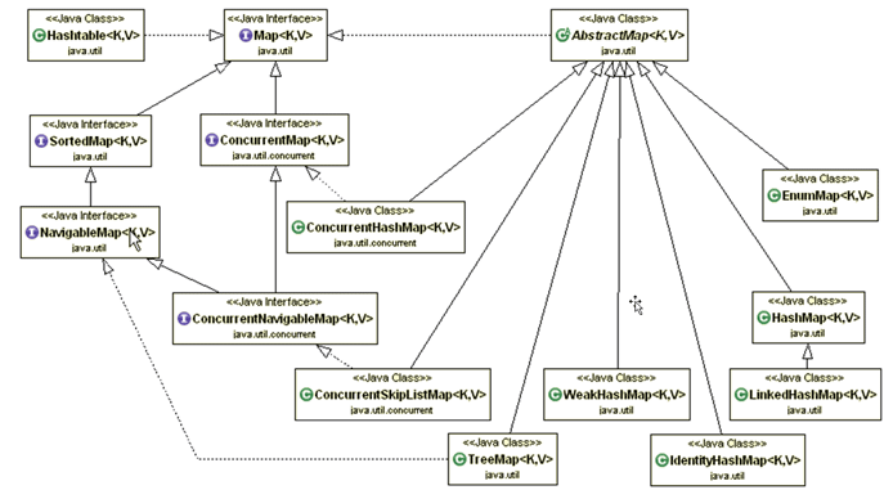 <<Java Class>>
Hashtable<K,V>
java.util
<<Java Interface>>
Map<K,V>
java.util
<<Java Class>>
AbstractMap<K,V>
java.util
<<Java Interface>>
SortedMap<K,V>
java.util
<<Java Interface>>
ConcurrentMap<K,V>
java.util.concurrent
<<Java Class>>
EnumMap<K,V>
java.util
<<Java Interface>>
NavigableMap<K,V>
java.util
<<Java Class>>
ConcurrentHashMap<K,V>
java.util.concurrent
<<Java Interface>>
ConcurrentNavigableMap<K,V>
java.util.concurrent
<<Java Class>>
HashMap<K,V>
java.util
<<Java Class>>
ConcurrentSkipListMap<K,V>
java.util.concurrent
<<Java Class>>
WeakHashMap<K,V>
java.util
<<Java Class>>
LinkedHashMap<K,V>
java.util
<<Java Class>>
TreeMap<K,V>
java.util
<<Java Class>>
IdentityHashMap<K,V>
java.util